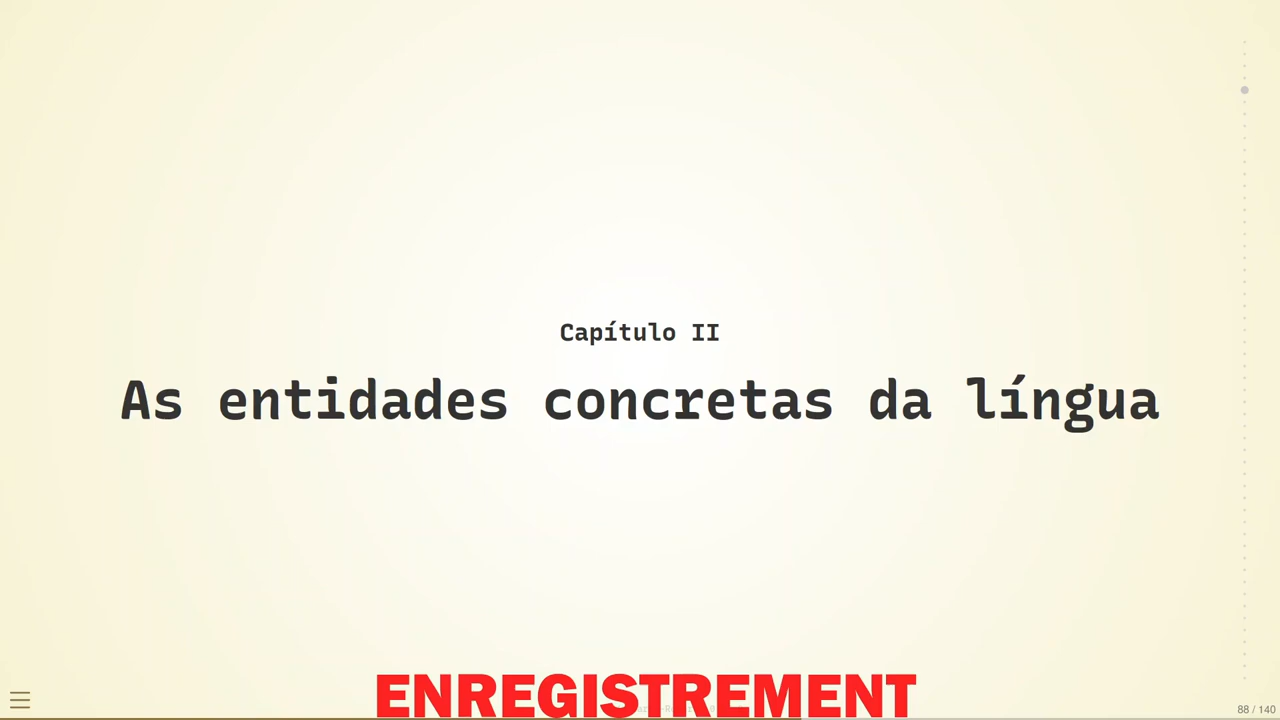 Capítulo II
As entidades concretas da língua
ENREGISTREMENT
88 / 140